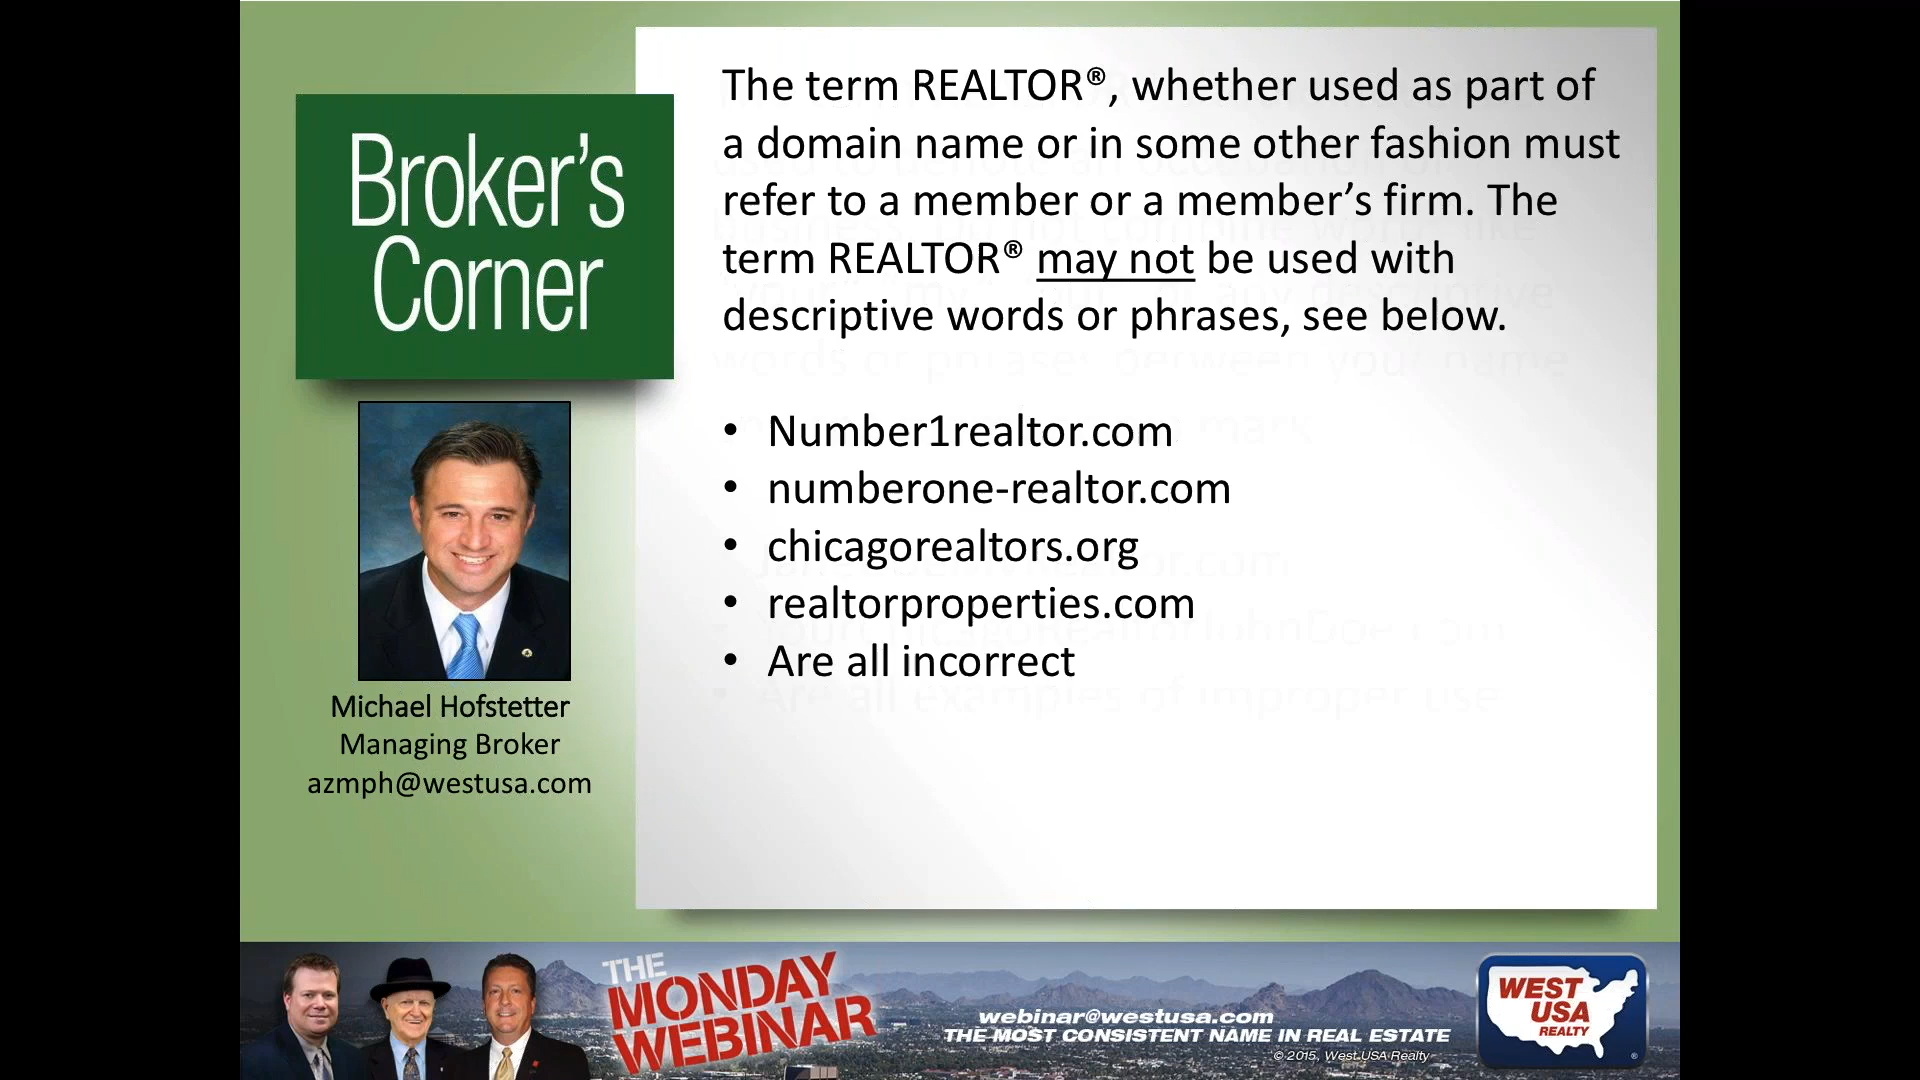 Broker's
Corner
Michael Hofstetter
Managing Broker
azmph@westusa.com
The term REALTOR®, whether used as part of
a domain name or in some other fashion must
refer to a member or a member’s firm. The
term REALTOR® may not be used with
descriptive words or phrases, see below.
• Number1realtor.com
• numberone-realtor.com
• chicagorealtors.org
• realtorproperties.com
• Are all incorrect
THE
MONDAY
WEBINAR
webinar@westusa.com
THE MOST CONSISTENT NAME IN REAL ESTATE
© 2015, West USA Realty
WEST
USA
REALTY
®